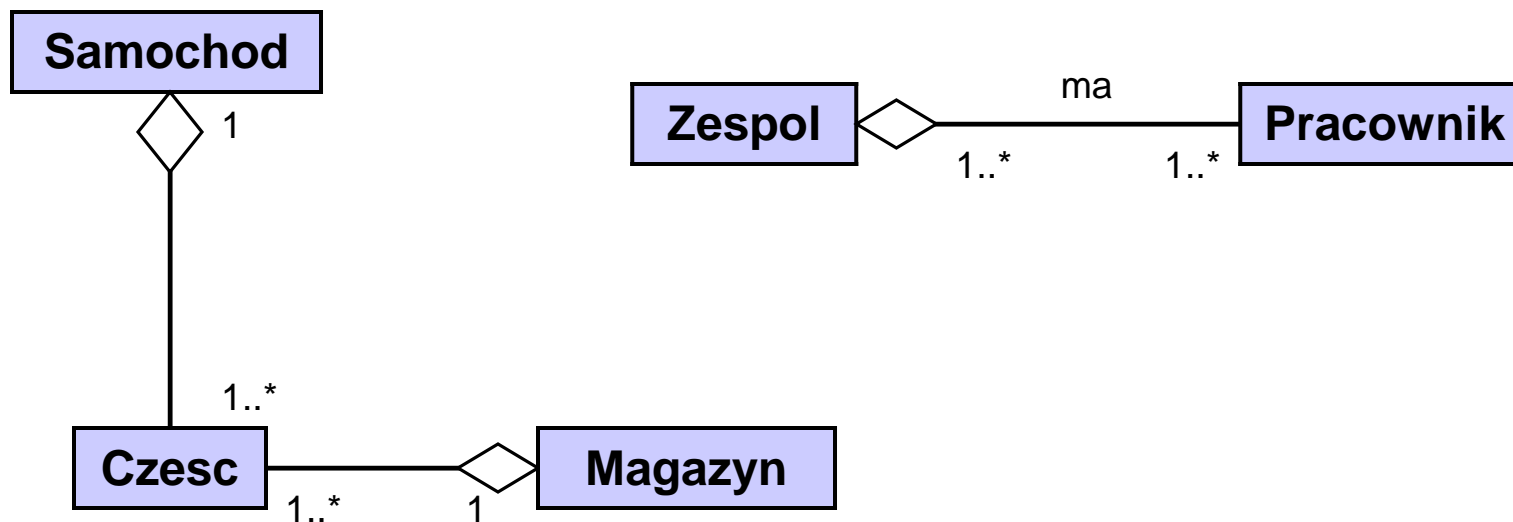 Samochod
1
1..*
Czesc
1..*
1
Magazyn
Zespol
ma
1..*
1..*
Pracownik